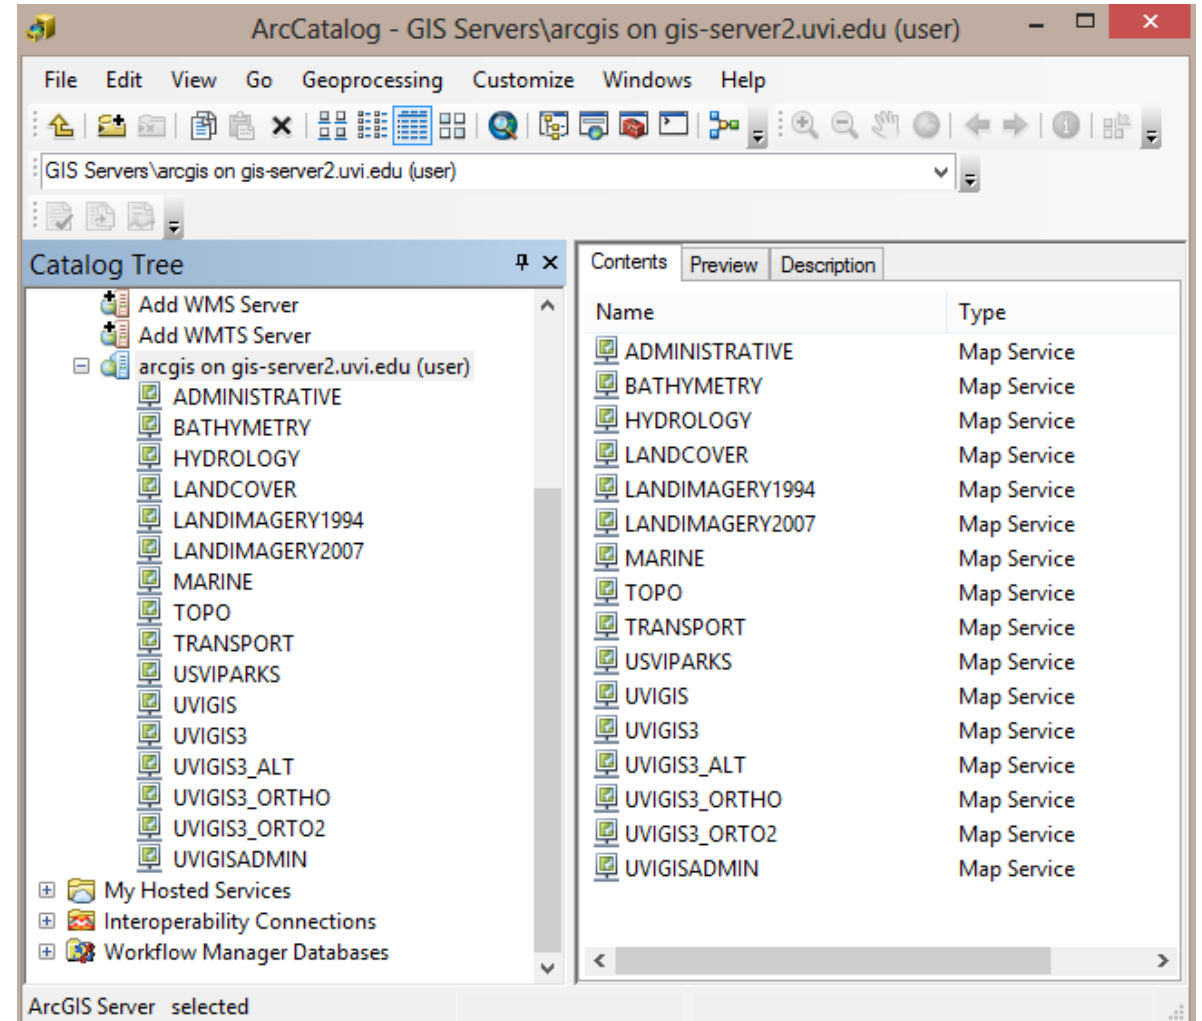 ArcCatalog - GIS Servers\arcgis on gis-server2.uvi.edu (user)
File Edit View Go Geoprocessing Customize Windows Help
GIS Servers\arcgis on gis-server2.uvi.edu (user)
Catalog Tree
Add WMS Server
Add WMTS Server
arcgis on gis-server2.uvi.edu (user)
ADMINISTRATIVE
BATHYMETRY
HYDROLOGY
LANDCOVER
LANDIMAGERY1994
LANDIMAGERY2007
MARINE
TOPO
TRANSPORT
USVIPARKS
UVIGIS
UVIGIS3
UVIGIS3_ALT
UVIGIS3_ORTHO
UVIGIS3_ORTO2
UVIGISADMIN
My Hosted Services
Interoperability Connections
Workflow Manager Databases
Contents Preview Description
Name Type
ADMINISTRATIVE Map Service
BATHYMETRY Map Service
HYDROLOGY Map Service
LANDCOVER Map Service
LANDIMAGERY1994 Map Service
LANDIMAGERY2007 Map Service
MARINE Map Service
TOPO Map Service
TRANSPORT Map Service
USVIPARKS Map Service
UVIGIS Map Service
UVIGIS3 Map Service
UVIGIS3_ALT Map Service
UVIGIS3_ORTHO Map Service
UVIGIS3_ORTO2 Map Service
UVIGISADMIN Map Service
ArcGIS Server selected